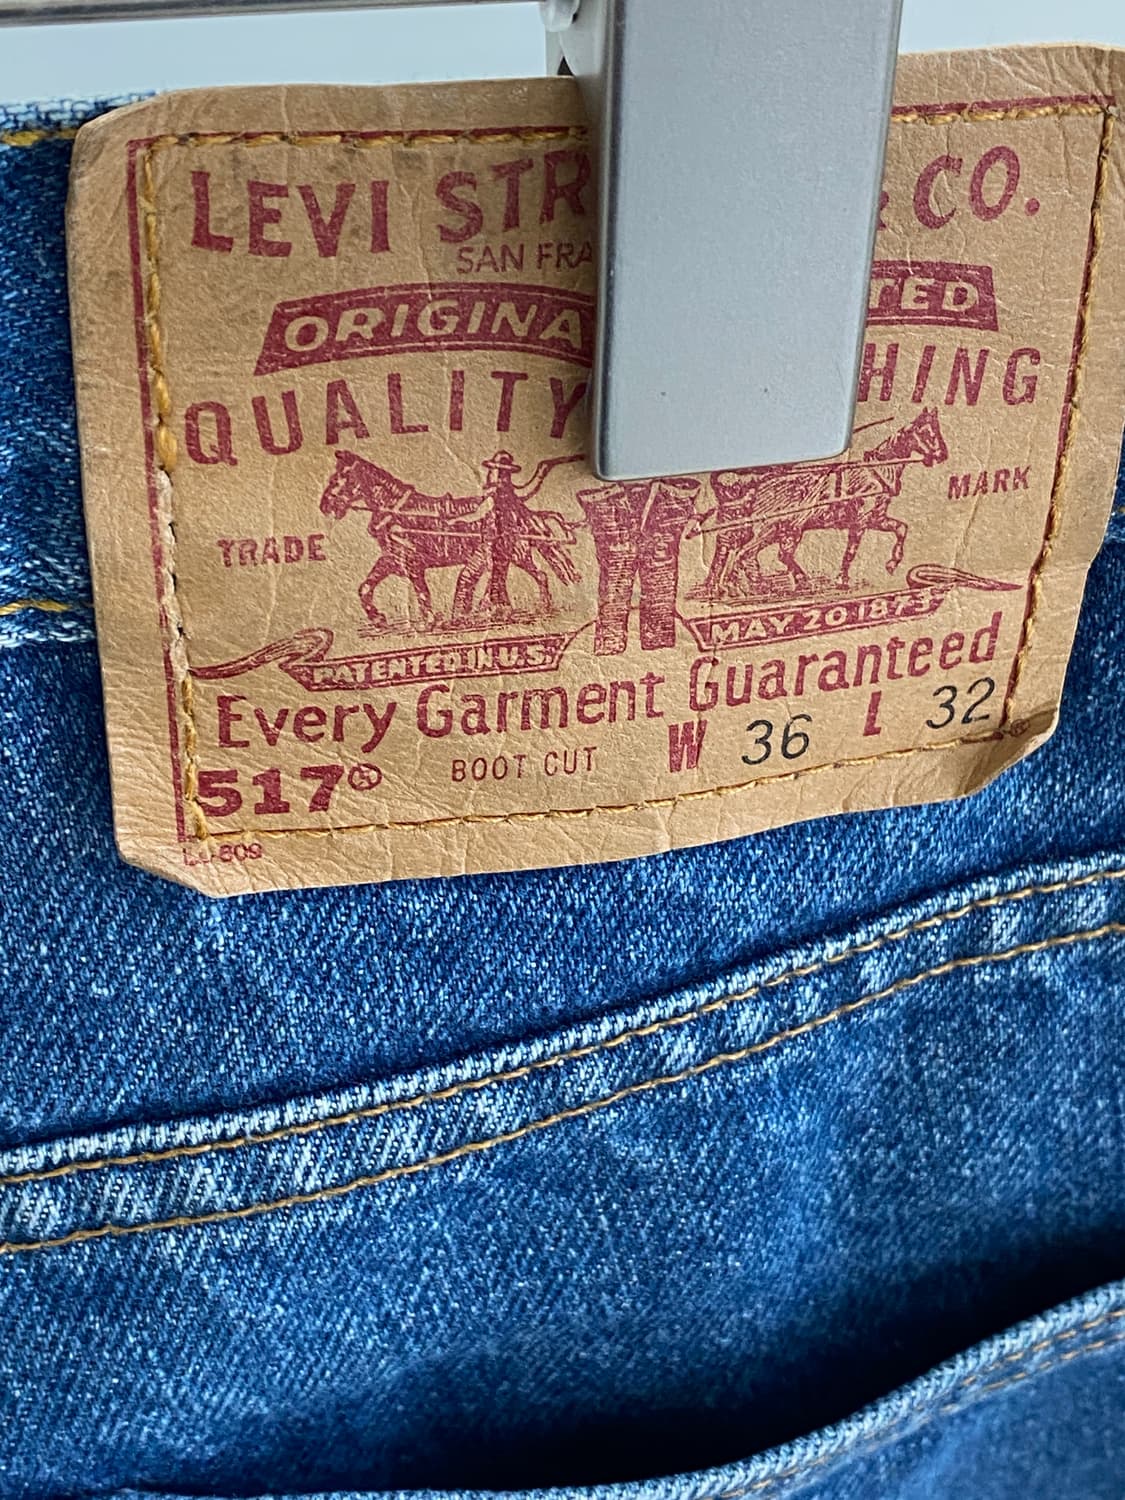 LEVI STR & CO.
SAN FRA
ORIGINA TED
QUALITY HING
TRADE MARK
PATENTED IN U.S. MAY 20 1873
Every Garment Guaranteed
517® BOOT CUT W 36 L 32